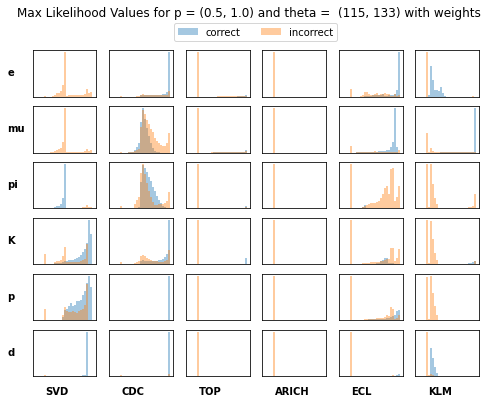 Max Likelihood Values for p = (0.5, 1.0) and theta =  (115, 133) with weights
correct incorrect
e
mu
pi
K
p
d
SVD CDC TOP ARICH ECL KLM